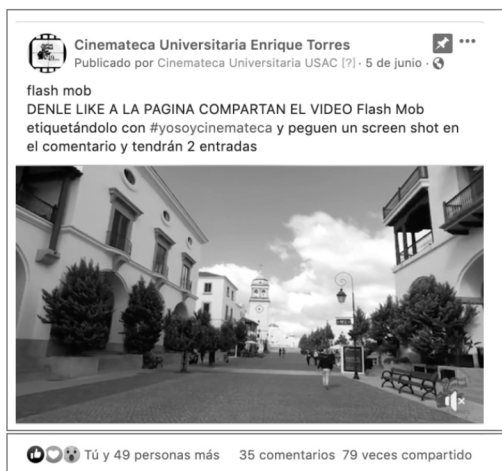 Cinemateca Universitaria Enrique Torres
Publicado por Cinemateca Universitaria USAC [?] · 5 de junio ·
flash mob
DENLE LIKE A LA PAGINA COMPARTAN EL VIDEO Flash Mob
etiquetándolo con #yosoycinemateca y peguen un screen shot en
el comentario y tendrán 2 entradas
Tú y 49 personas más 35 comentarios 79 veces compartido